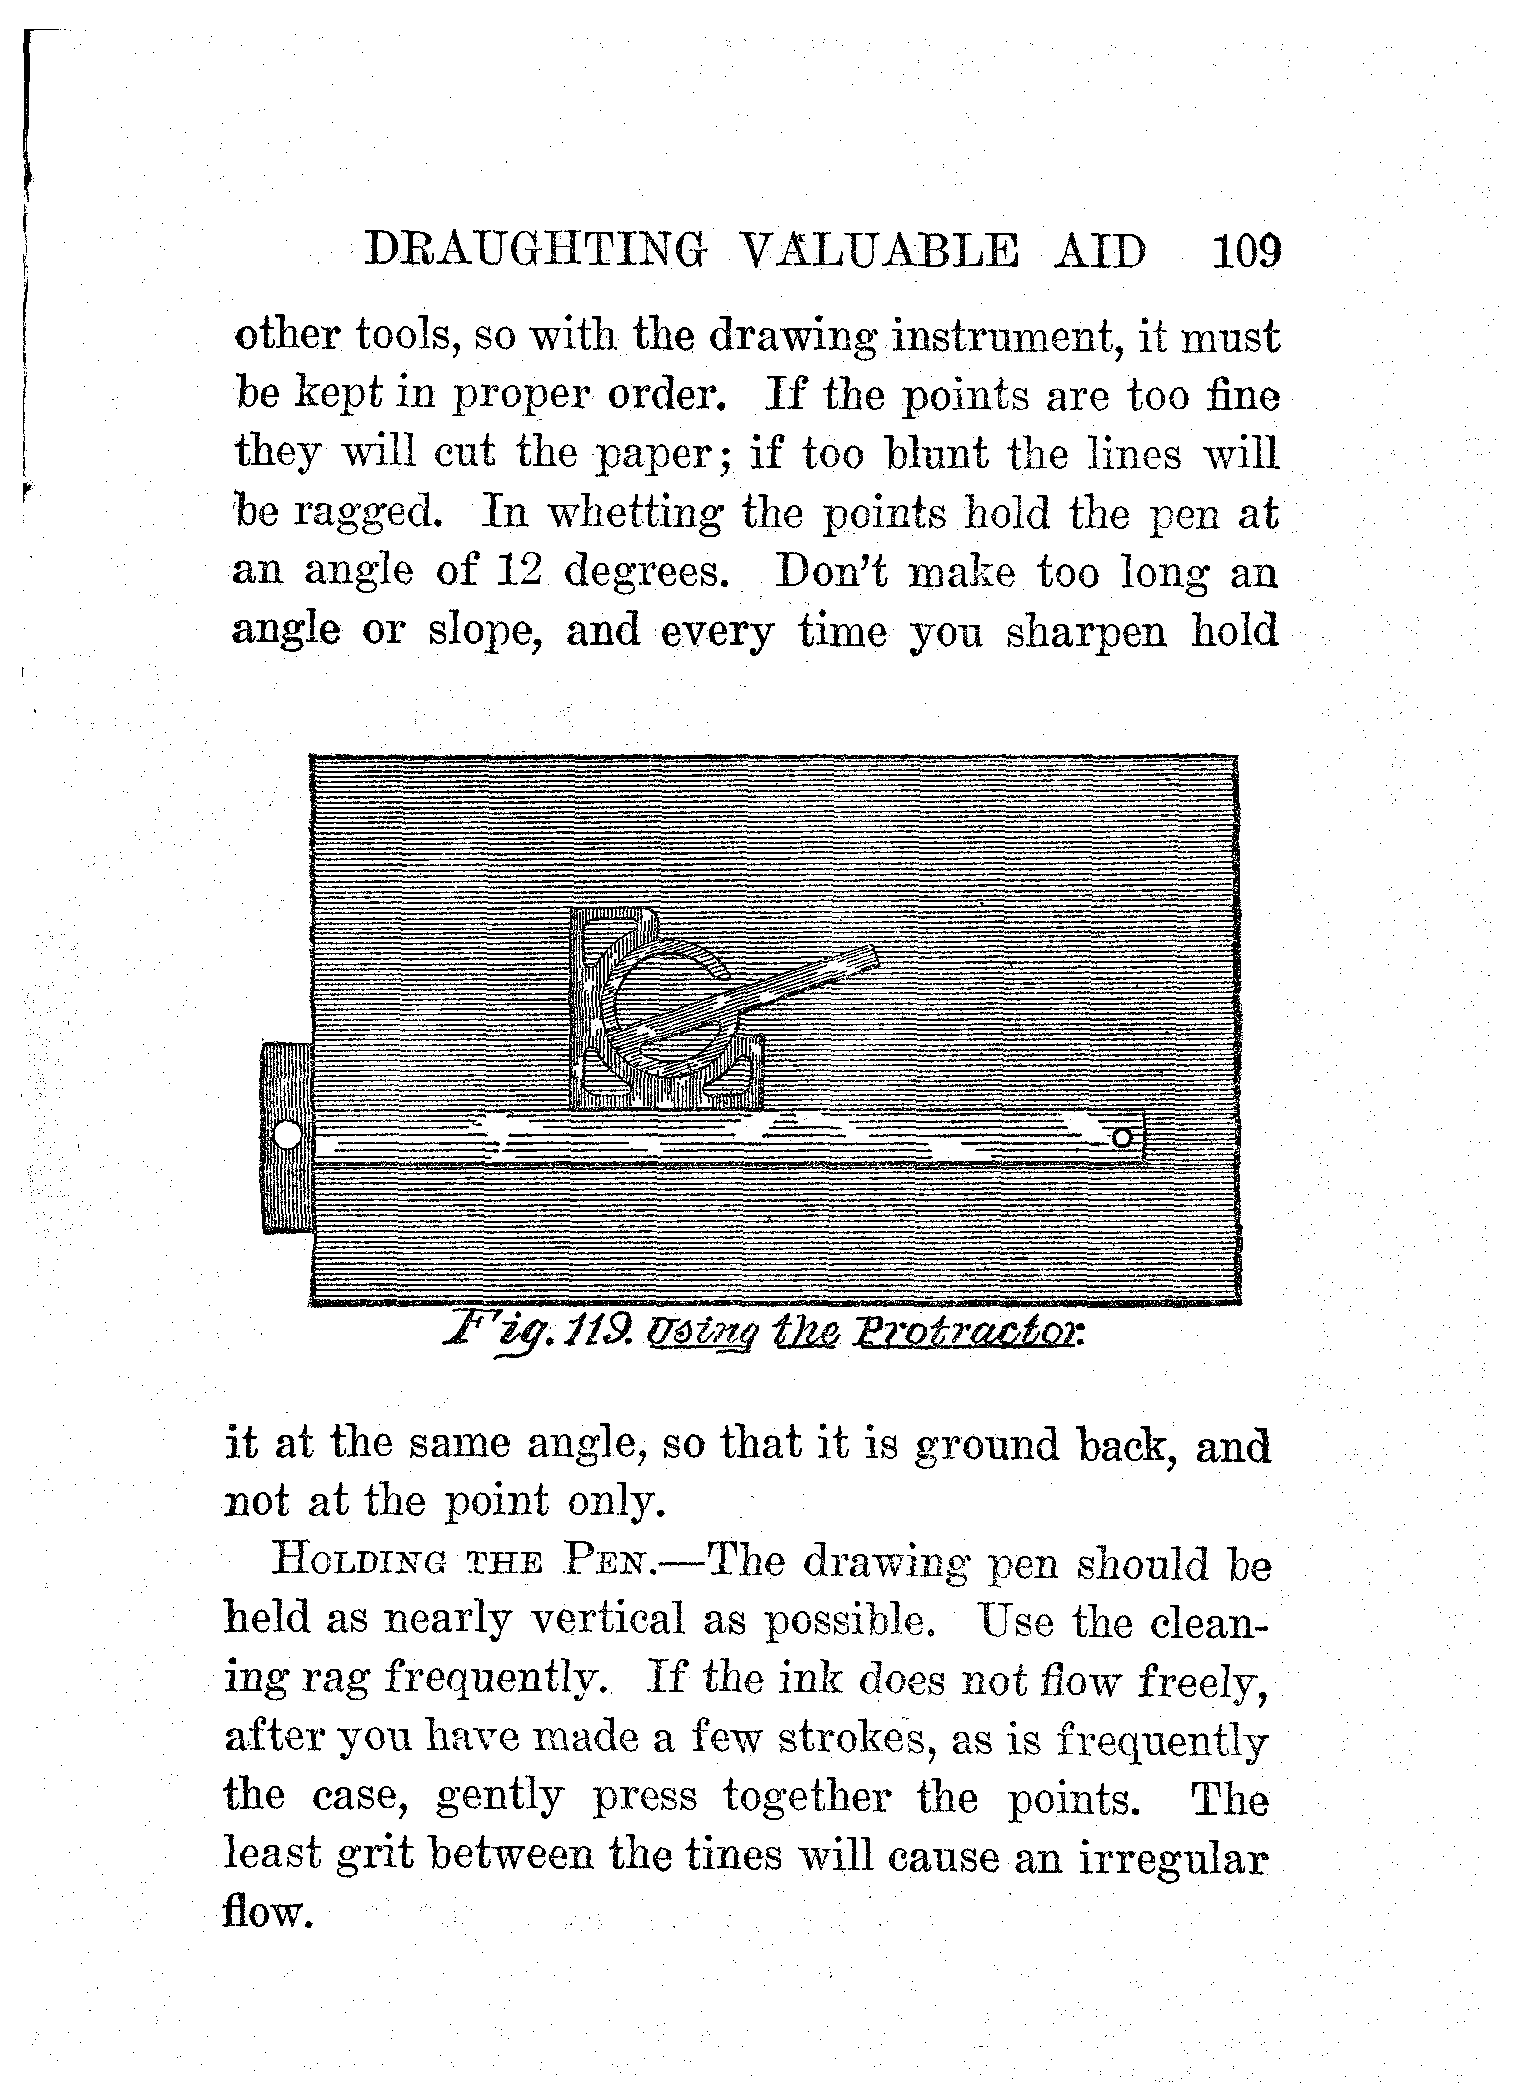 DRAUGHTING VALUABLE AID 109
other tools, so with the drawing instrument, it must
be kept in proper order. If the points are too fine
they will cut the paper; if too blunt the lines will
be ragged. In whetting the points hold the pen at
an angle of 12 degrees. Don't make too long an
angle or slope, and every time you sharpen hold
Fig. 119. Using the Protractor.
it at the same angle, so that it is ground back, and
not at the point only.
HOLDING THE PEN.—The drawing pen should be
held as nearly vertical as possible. Use the clean-
ing rag frequently. If the ink does not flow freely,
after you have made a few strokes, as is frequently
the case, gently press together the points. The
least grit between the tines will cause an irregular
flow.